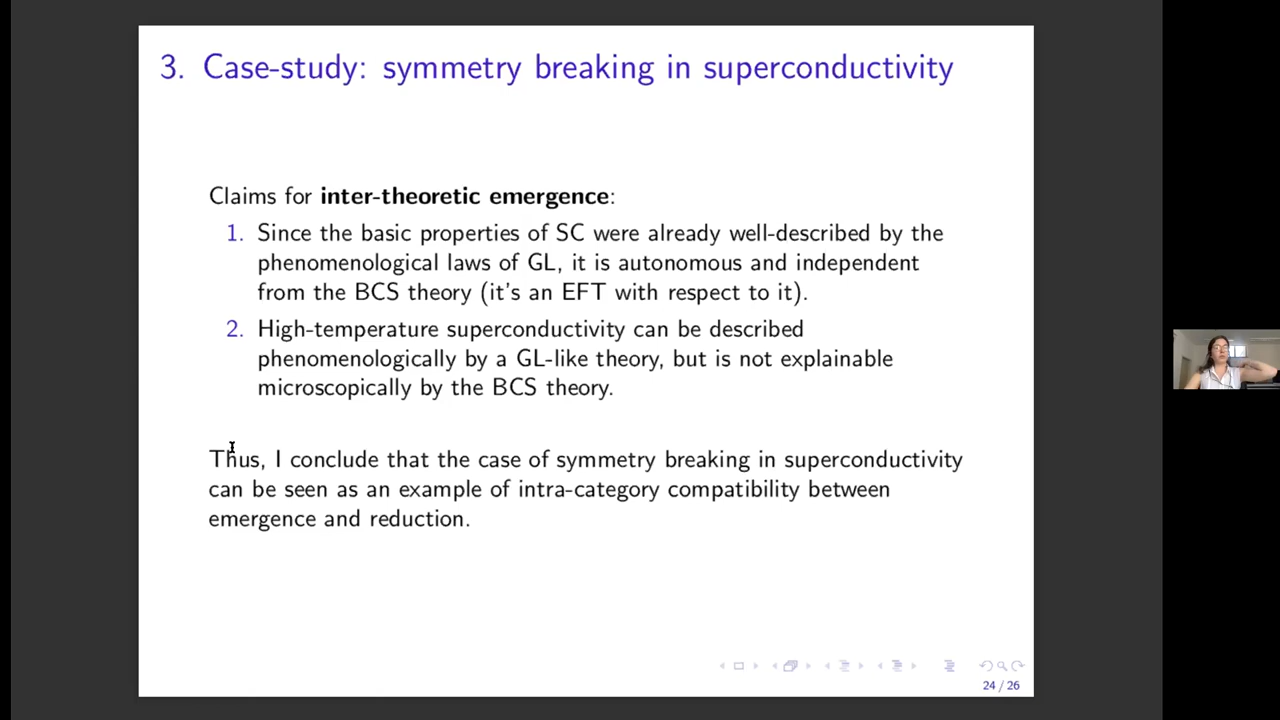 3. Case-study: symmetry breaking in superconductivity
Claims for inter-theoretic emergence:
1. Since the basic properties of SC were already well-described by the
phenomenological laws of GL, it is autonomous and independent
from the BCS theory (it's an EFT with respect to it).
2. High-temperature superconductivity can be described
phenomenologically by a GL-like theory, but is not explainable
microscopically by the BCS theory.
Thus, I conclude that the case of symmetry breaking in superconductivity
can be seen as an example of intra-category compatibility between
emergence and reduction.
24 / 26